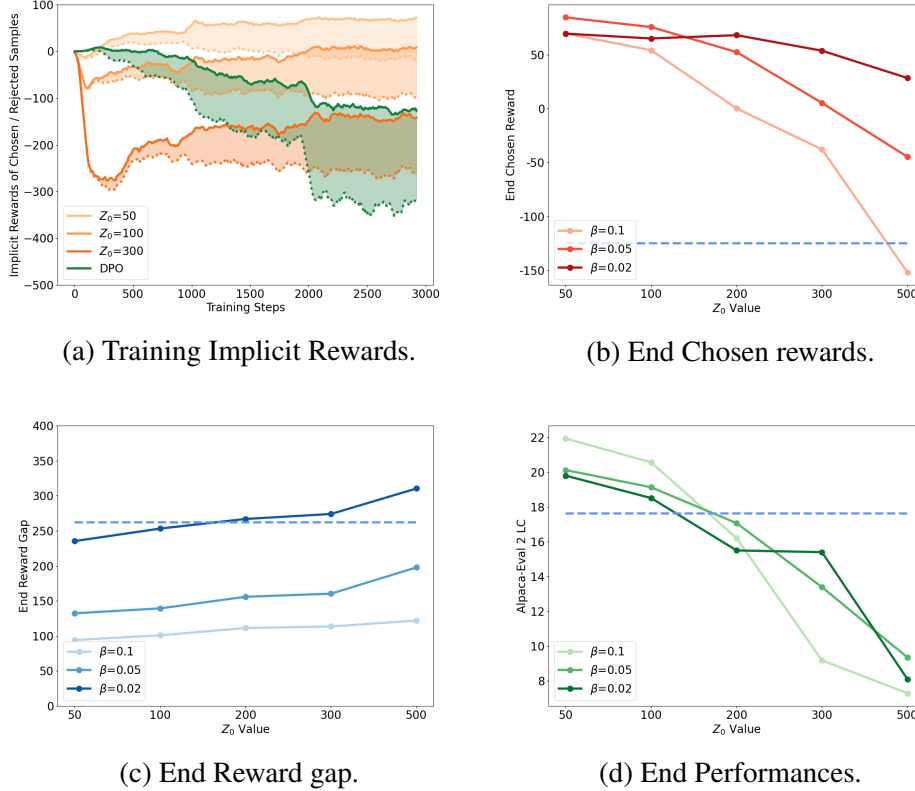 Implicit Rewards of Chosen / Rejected Samples
100
0
−100
−200
−300
−400
−500
Z₀=50
Z₀=100
Z₀=300
DPO
0 500 1000 1500 2000 2500 3000
Training Steps
(a) Training Implicit Rewards.
End Chosen Reward
50
0
-50
-100
-150
β=0.1
β=0.05
β=0.02
50 100 200 300 500
Z₀ Value
(b) End Chosen rewards.
End Reward Gap
400
350
300
250
200
150
100
50
0
β=0.1
β=0.05
β=0.02
50 100 200 300 500
Z₀ Value
(c) End Reward gap.
Alpaca-Eval 2 LC
22
20
18
16
14
12
10
8
β=0.1
β=0.05
β=0.02
50 100 200 300 500
Z₀ Value
(d) End Performances.